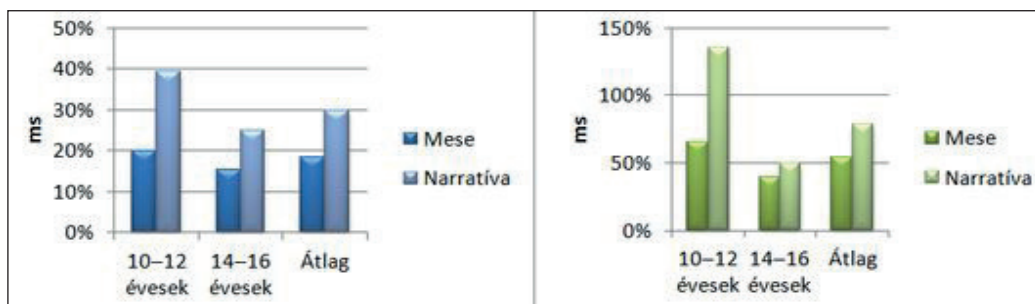 50%
40%
30%
20%
10%
0%
ms
10–12 évesek
14–16 évesek
Átlag
Mese
Narratíva
150%
100%
50%
0%
ms
10–12 évesek
14–16 évesek
Átlag
Mese
Narratíva